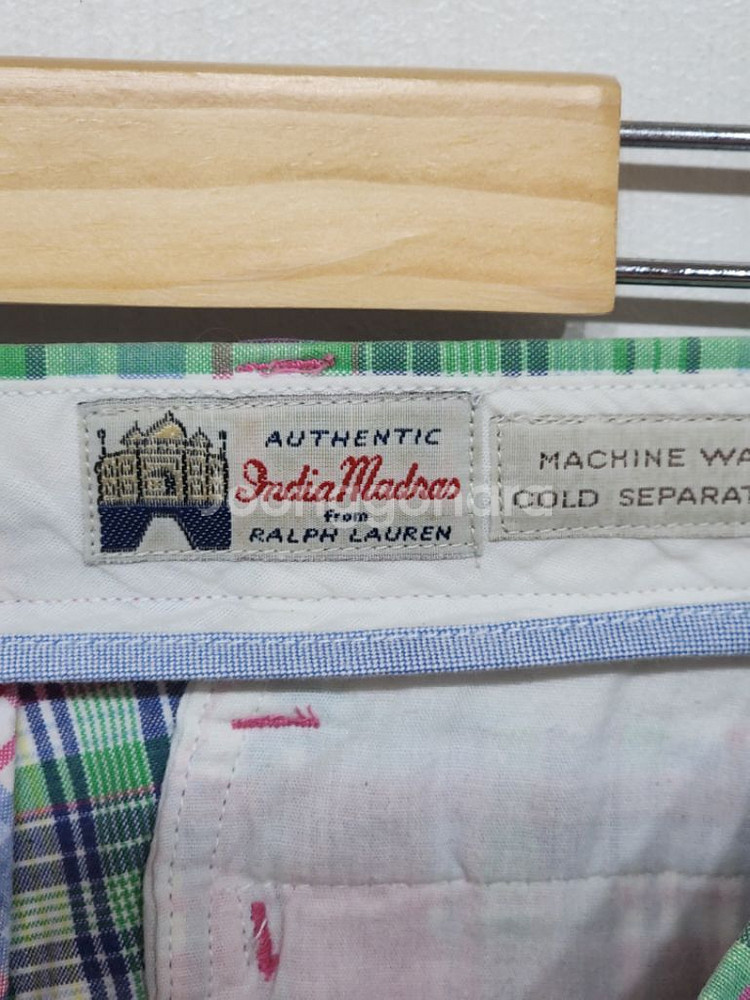 AUTHENTIC
India Madras
from
RALPH LAUREN
MACHINE WA
COLD SEPARAT